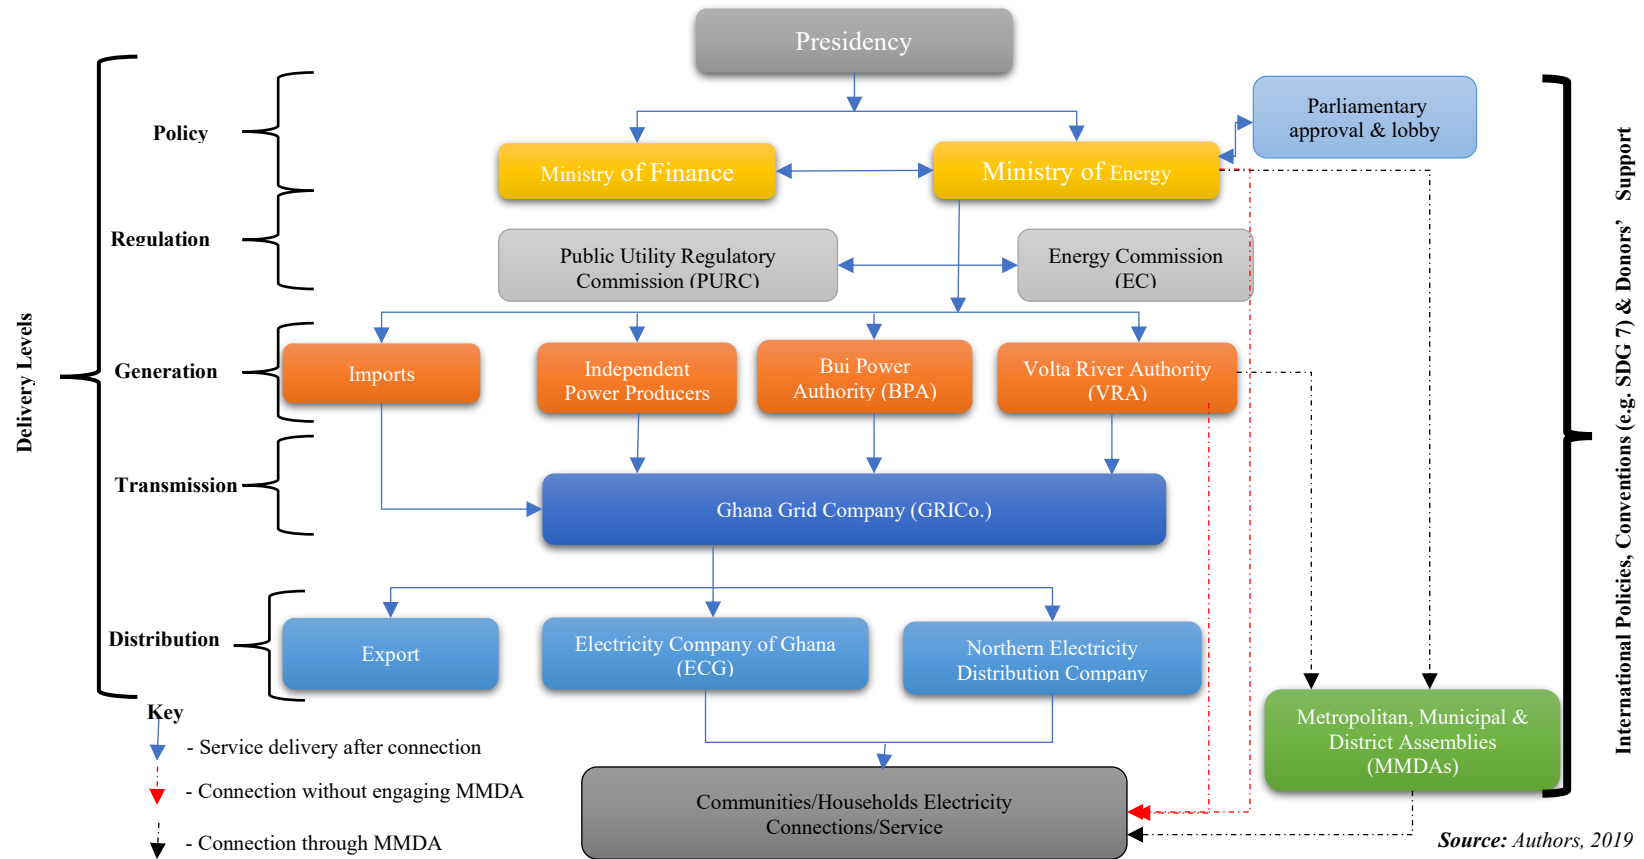 Presidency
Parliamentary
approval & lobby
Policy
Ministry of Finance
Ministry of Energy
Regulation
Public Utility Regulatory
Commission (PURC)
Energy Commission
(EC)
Delivery Levels
Generation
Imports
Independent
Power Producers
Bui Power
Authority (BPA)
Volta River Authority
(VRA)
Transmission
Ghana Grid Company (GRICo.)
Distribution
Export
Electricity Company of Ghana
(ECG)
Northern Electricity
Distribution Company
Metropolitan, Municipal &
District Assemblies
(MMDAs)
International Policies, Conventions (e.g. SDG 7) & Donors’ Support
Key
- Service delivery after connection
- Connection without engaging MMDA
- Connection through MMDA
Communities/Households Electricity
Connections/Service
Source: Authors, 2019